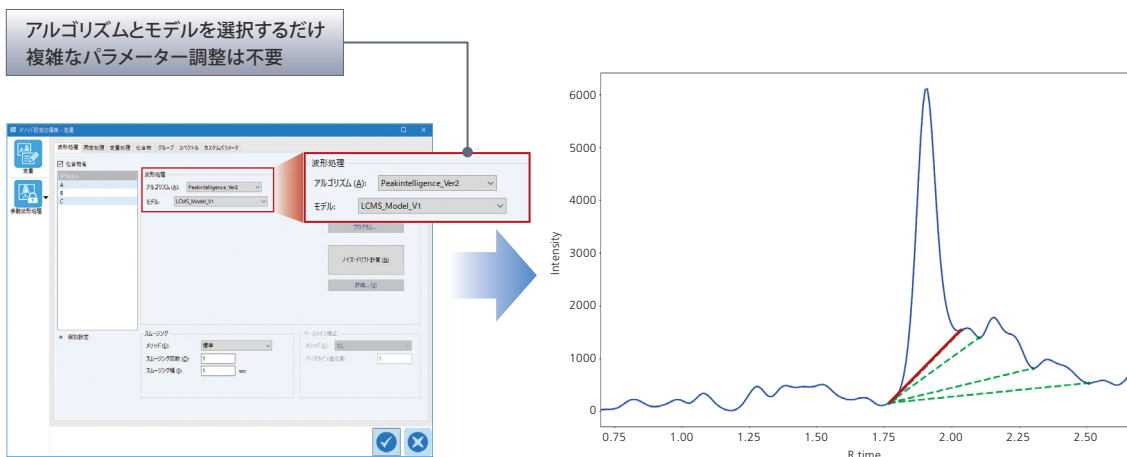 アルゴリズムとモデルを選択するだけ
複雑なパラメーター調整は不要
メソッド設定の編集 - 定量
定量
手動波形処理
波形処理 同定処理 定量処理 化合物 グループ スペクトル カスタムパラメータ
化合物名
デフォルト
A
B
C
● 個別設定
波形処理
アルゴリズム (A): Peakintelligence_Ver2
モデル: LCMS_Model_V1
波形処理
アルゴリズム (A): Peakintelligence_Ver2
モデル: LCMS_Model_V1
プログラム...
ノイズ・ドリフト計算 (N)
詳細... (V)
スムージング
メソッド (E): 標準
スムージング回数 (C): 1
スムージング幅 (I): 1 sec
ベースライン補正
なし
1
Intensity
6000
5000
4000
3000
2000
1000
0
0.75 1.00 1.25 1.50 1.75 2.00 2.25 2.50
R.time